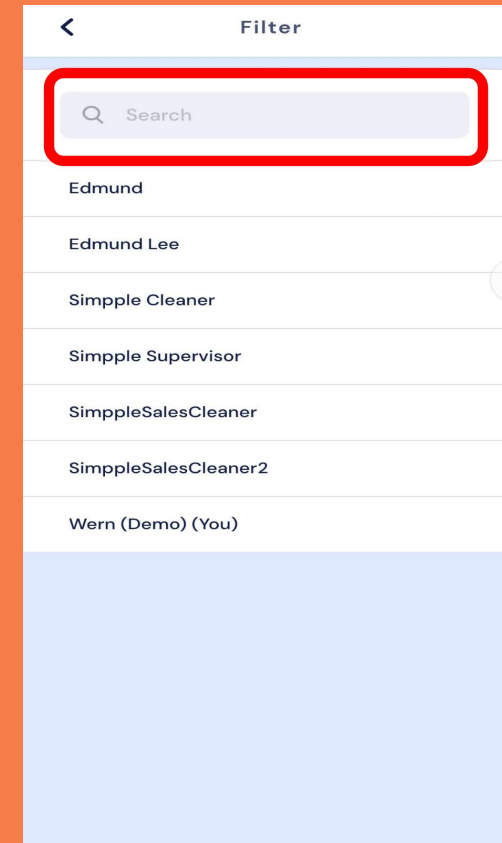 Filter
Search
Edmund
Edmund Lee
Simpple Cleaner
Simpple Supervisor
SimppleSalesCleaner
SimppleSalesCleaner2
Wern (Demo) (You)